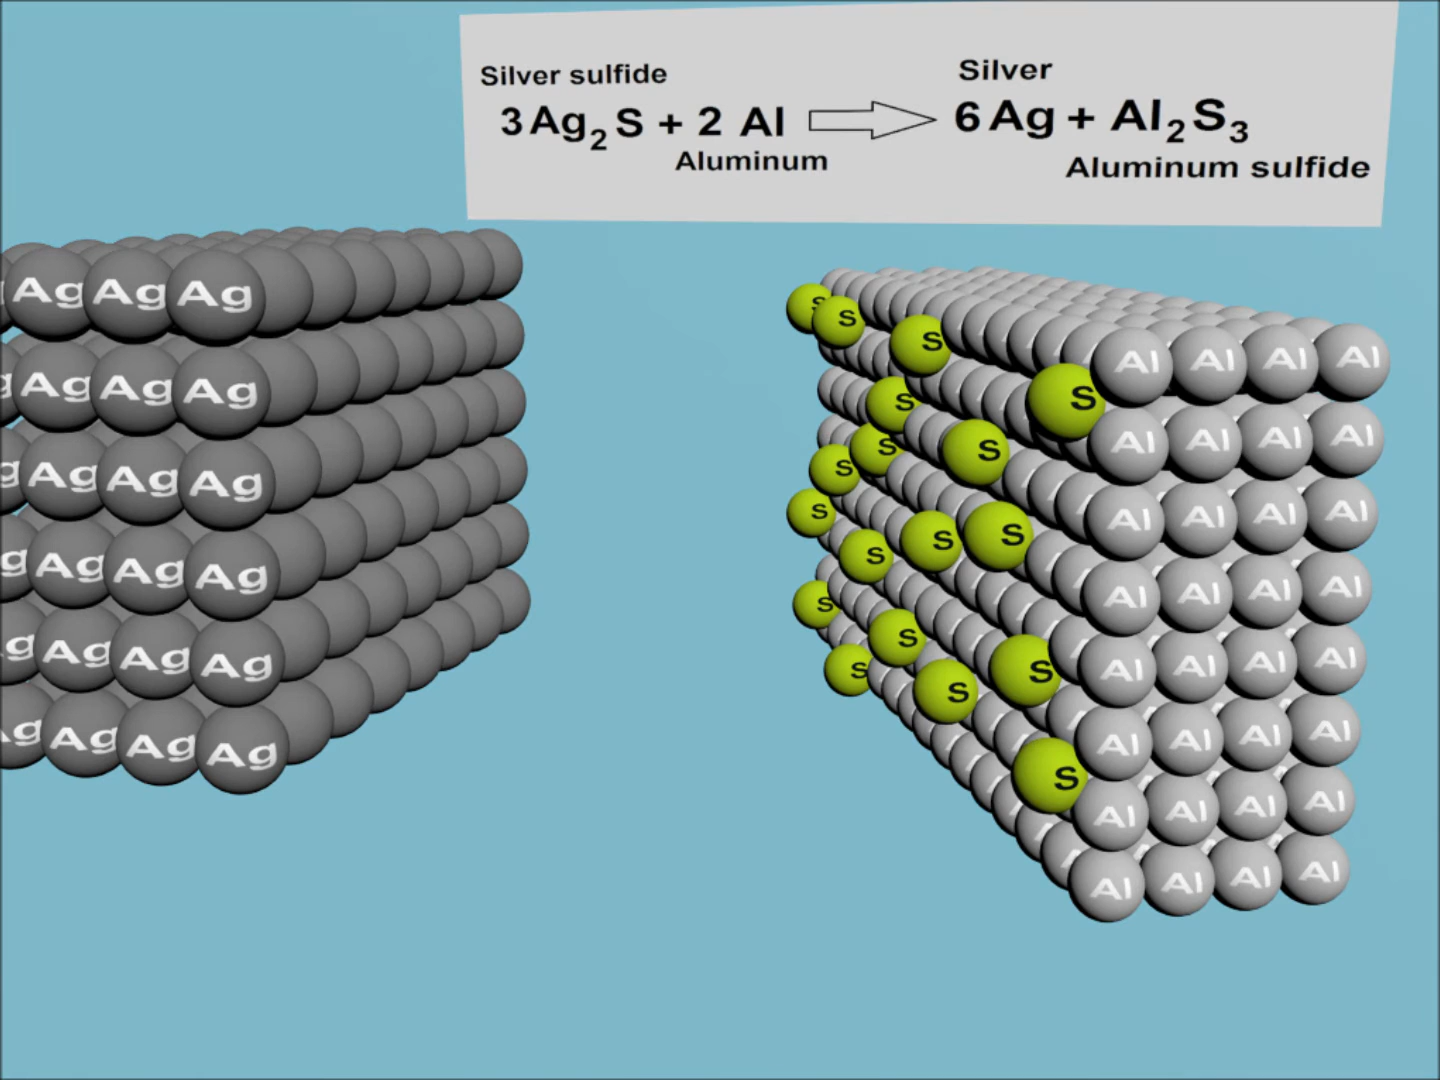 Silver sulfide
3Ag2S + 2 Al
Aluminum
Silver
6Ag + Al2S3
Aluminum sulfide
Ag Ag Ag
g Ag Ag Ag
g Ag Ag Ag
g Ag Ag Ag
g Ag Ag Ag
Ag Ag Ag Ag
S S S S
S S
S S S S
S S S
S S S
S S S
Al Al Al Al
Al Al Al Al
Al Al Al Al
Al Al Al Al
Al Al Al Al
Al Al Al Al
Al Al Al Al
Al Al Al Al